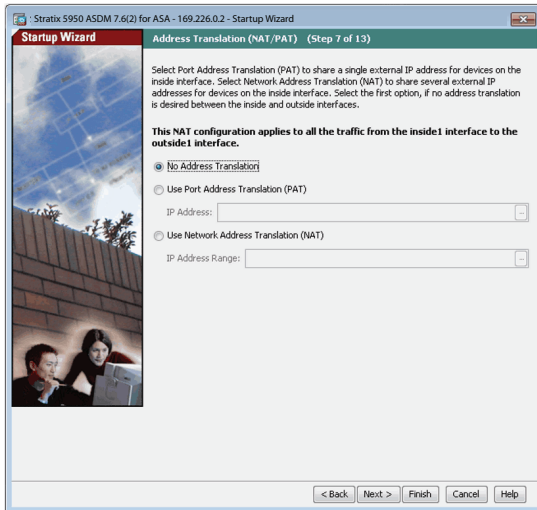 Stratix 5950 ASDM 7.6(2) for ASA - 169.226.0.2 - Startup Wizard
Startup Wizard
Address Translation (NAT/PAT) (Step 7 of 13)
Select Port Address Translation (PAT) to share a single external IP address for devices on the
inside interface. Select Network Address Translation (NAT) to share several external IP
addresses for devices on the inside interface. Select the first option, if no address translation
is desired between the inside and outside interfaces.
This NAT configuration applies to all the traffic from the inside1 interface to the
outside1 interface.
No Address Translation
Use Port Address Translation (PAT)
IP Address:
...
Use Network Address Translation (NAT)
IP Address Range:
...
< Back
Next >
Finish
Cancel
Help